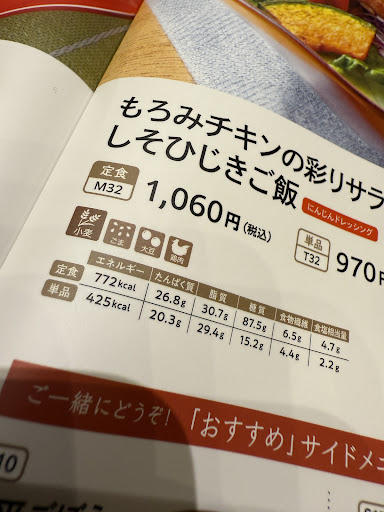 もろみチキンの彩リサラ
しそひじきご飯
にんじんドレッシング
定食 M32 1,060円(税込)
単品 T32 970円
小麦 ごま 大豆 鶏肉
エネルギー たんぱく質 脂質 糖質 食物繊維 食塩相当量
定食 772kcal 26.8g 30.7g 87.5g 6.5g 4.7g
単品 425kcal 20.3g 29.4g 15.2g 4.4g 2.2g
ご一緒にどうぞ!「おすすめ」サイドメニ
10